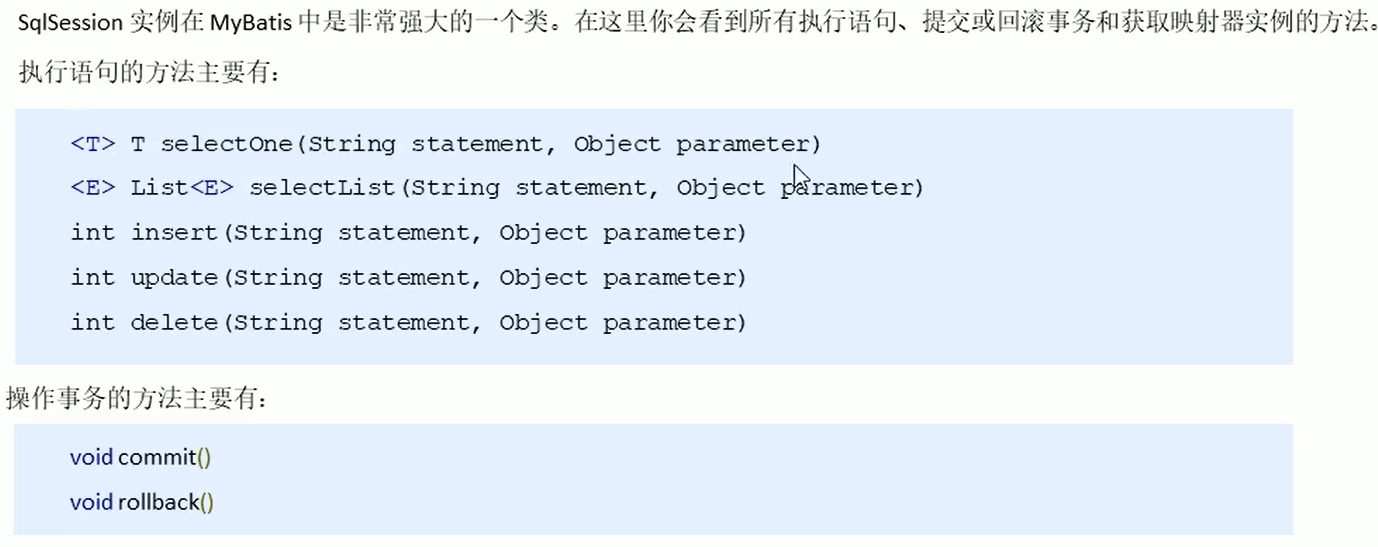 SqlSession 实例在 MyBatis 中是非常强大的一个类。在这里你会看到所有执行语句、提交或回滚事务和获取映射器实例的方法。
执行语句的方法主要有：
<T> T selectOne(String statement, Object parameter)
<E> List<E> selectList(String statement, Object parameter)
int insert(String statement, Object parameter)
int update(String statement, Object parameter)
int delete(String statement, Object parameter)
操作事务的方法主要有：
void commit()
void rollback()